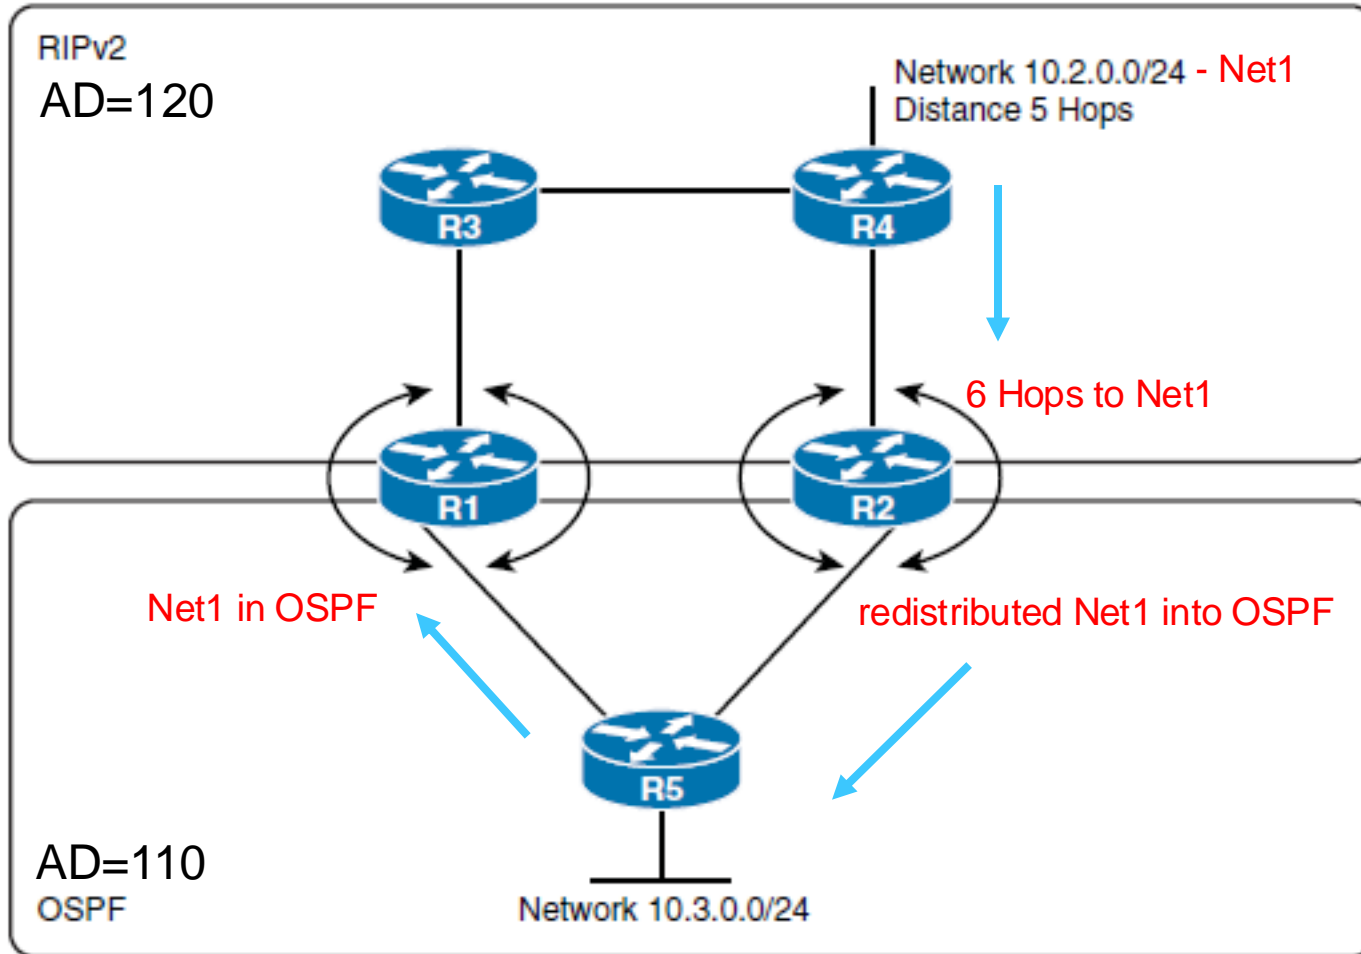 RIPv2
AD=120
Network 10.2.0.0/24 - Net1
Distance 5 Hops
R3
R4
6 Hops to Net1
R1
R2
Net1 in OSPF
redistributed Net1 into OSPF
R5
AD=110
OSPF
Network 10.3.0.0/24